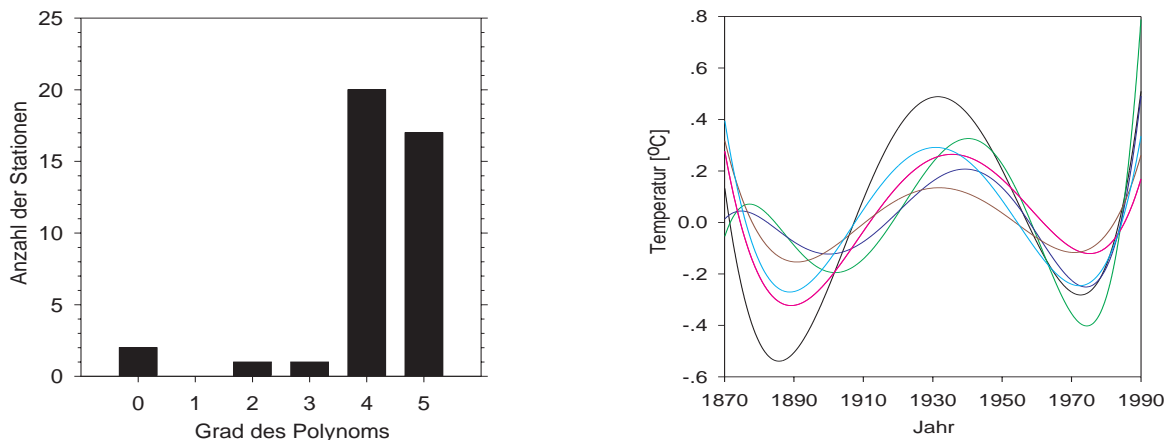 Anzahl der Stationen
25
20
15
10
5
0
0 1 2 3 4 5
Grad des Polynoms
Temperatur [ºC]
.8
.6
.4
.2
0.0
-.2
-.4
-.6
1870 1890 1910 1930 1950 1970 1990
Jahr